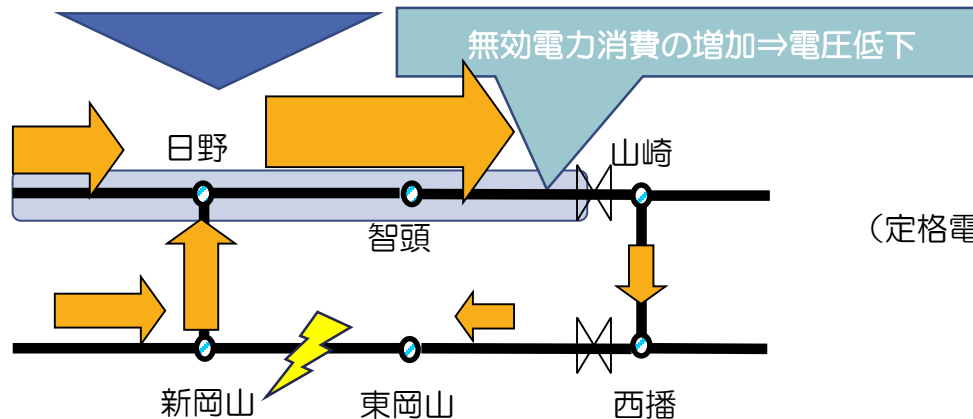 無効電力消費の増加⇒電圧低下
日野
山崎
智頭
（定格電
新岡山
東岡山
西播